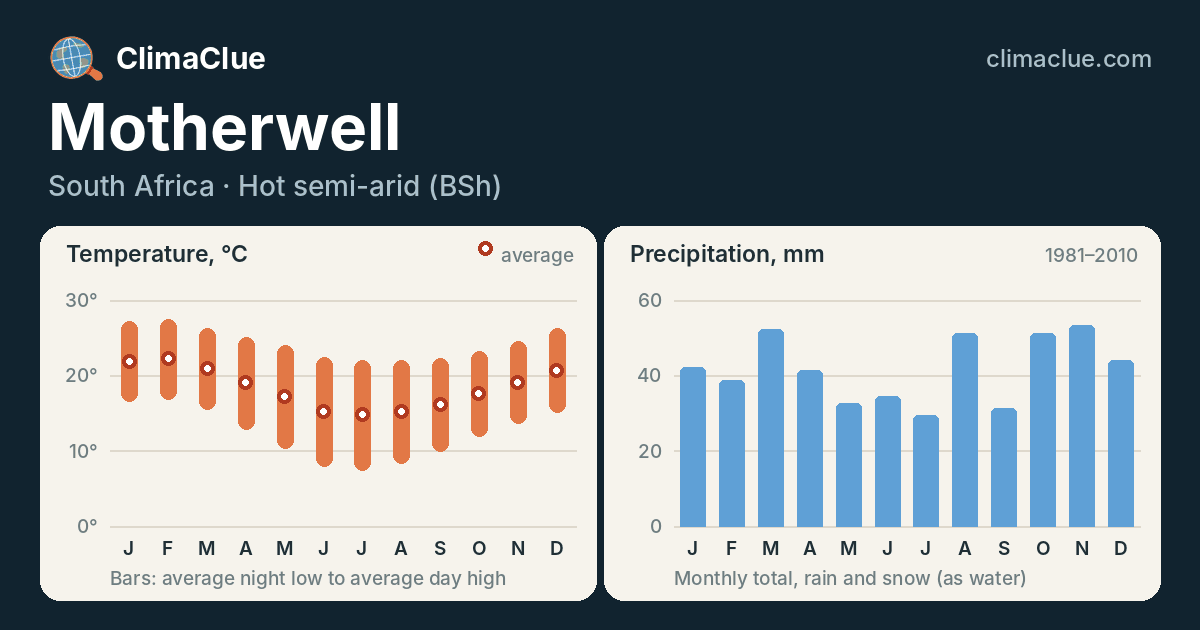 ClimaClue
climaclue.com
Motherwell
South Africa · Hot semi-arid (BSh)
Temperature, °C
average
30°
20°
10°
0°
J F M A M J J A S O N D
Bars: average night low to average day high
Precipitation, mm
1981–2010
60
40
20
0
J F M A M J J A S O N D
Monthly total, rain and snow (as water)